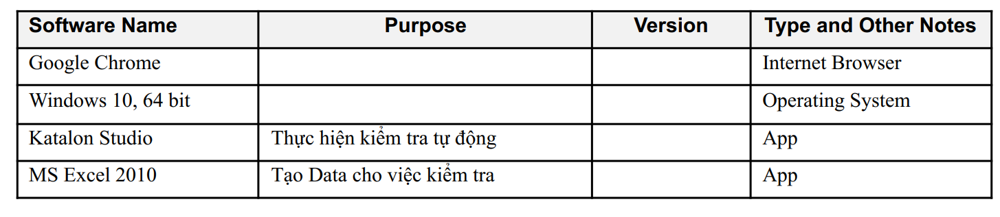 Software Name Purpose Version Type and Other Notes
Google Chrome Internet Browser
Windows 10, 64 bit Operating System
Katalon Studio Thực hiện kiểm tra tự động App
MS Excel 2010 Tạo Data cho việc kiểm tra App